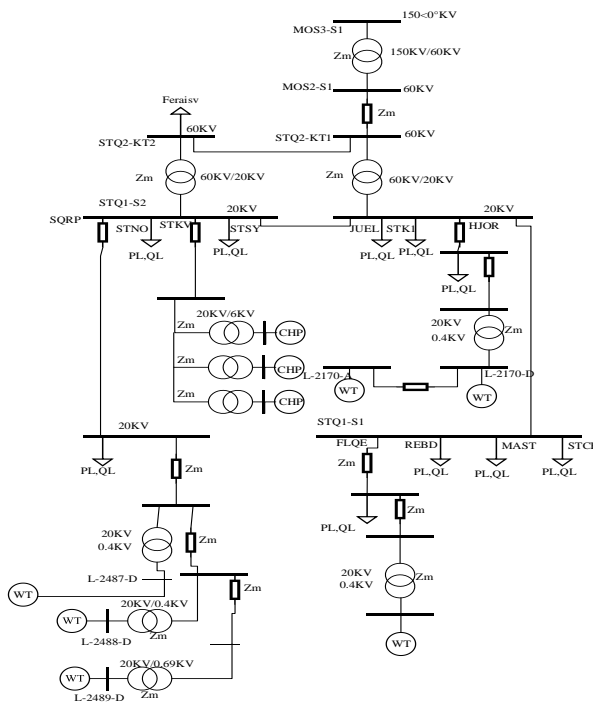 150<0°KV
MOS3-S1
Zm
150KV/60KV
MOS2-S1
60KV
Zm
Feraisv
60KV
STQ2-KT2
STQ2-KT1
60KV
Zm
60KV/20KV
Zm
60KV/20KV
STQ1-S2
20KV
20KV
SQRP
STNO
STKV
STSY
JUEL
STK1
HJOR
PL,QL
PL,QL
PL,QL
PL,QL
PL,QL
20KV/6KV
Zm
CHP
Zm
CHP
Zm
CHP
20KV
0.4KV
Zm
L-2170-A
L-2170-D
WT
WT
20KV
STQ1-S1
FLQE
REBD
MAST
STCE
PL,QL
Zm
Zm
PL,QL
PL,QL
PL,QL
PL,QL
Zm
20KV
0.4KV
Zm
20KV
0.4KV
Zm
L-2487-D
Zm
WT
20KV/0.4KV
WT
Zm
L-2488-D
WT
20KV/0.69KV
WT
Zm
L-2489-D